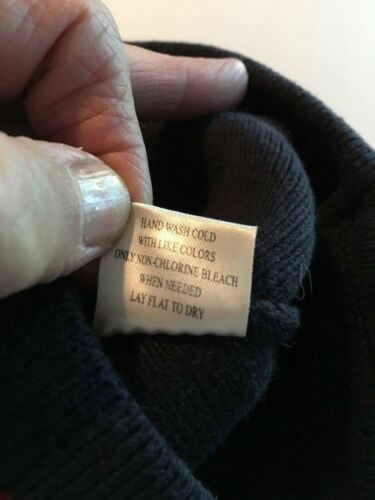 HAND WASH COLD
WITH LIKE COLORS
ONLY NON-CHLORINE BLEACH
WHEN NEEDED
LAY FLAT TO DRY